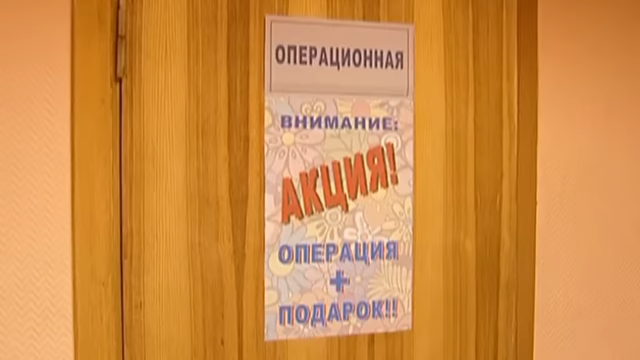 ОПЕРАЦИОННАЯ
ВНИМАНИЕ:
АКЦИЯ!
ОПЕРАЦИЯ
+
ПОДАРОК!!